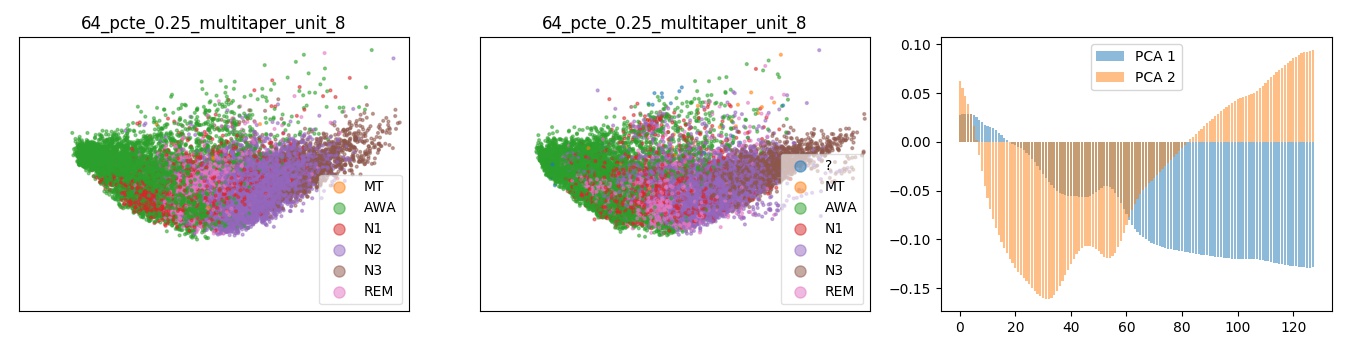 64_pcte_0.25_multitaper_unit_8
MT
AWA
N1
N2
N3
REM
64_pcte_0.25_multitaper_unit_8
?
MT
AWA
N1
N2
N3
REM
PCA 1
PCA 2
0.10
0.05
0.00
−0.05
−0.10
−0.15
0 20 40 60 80 100 120